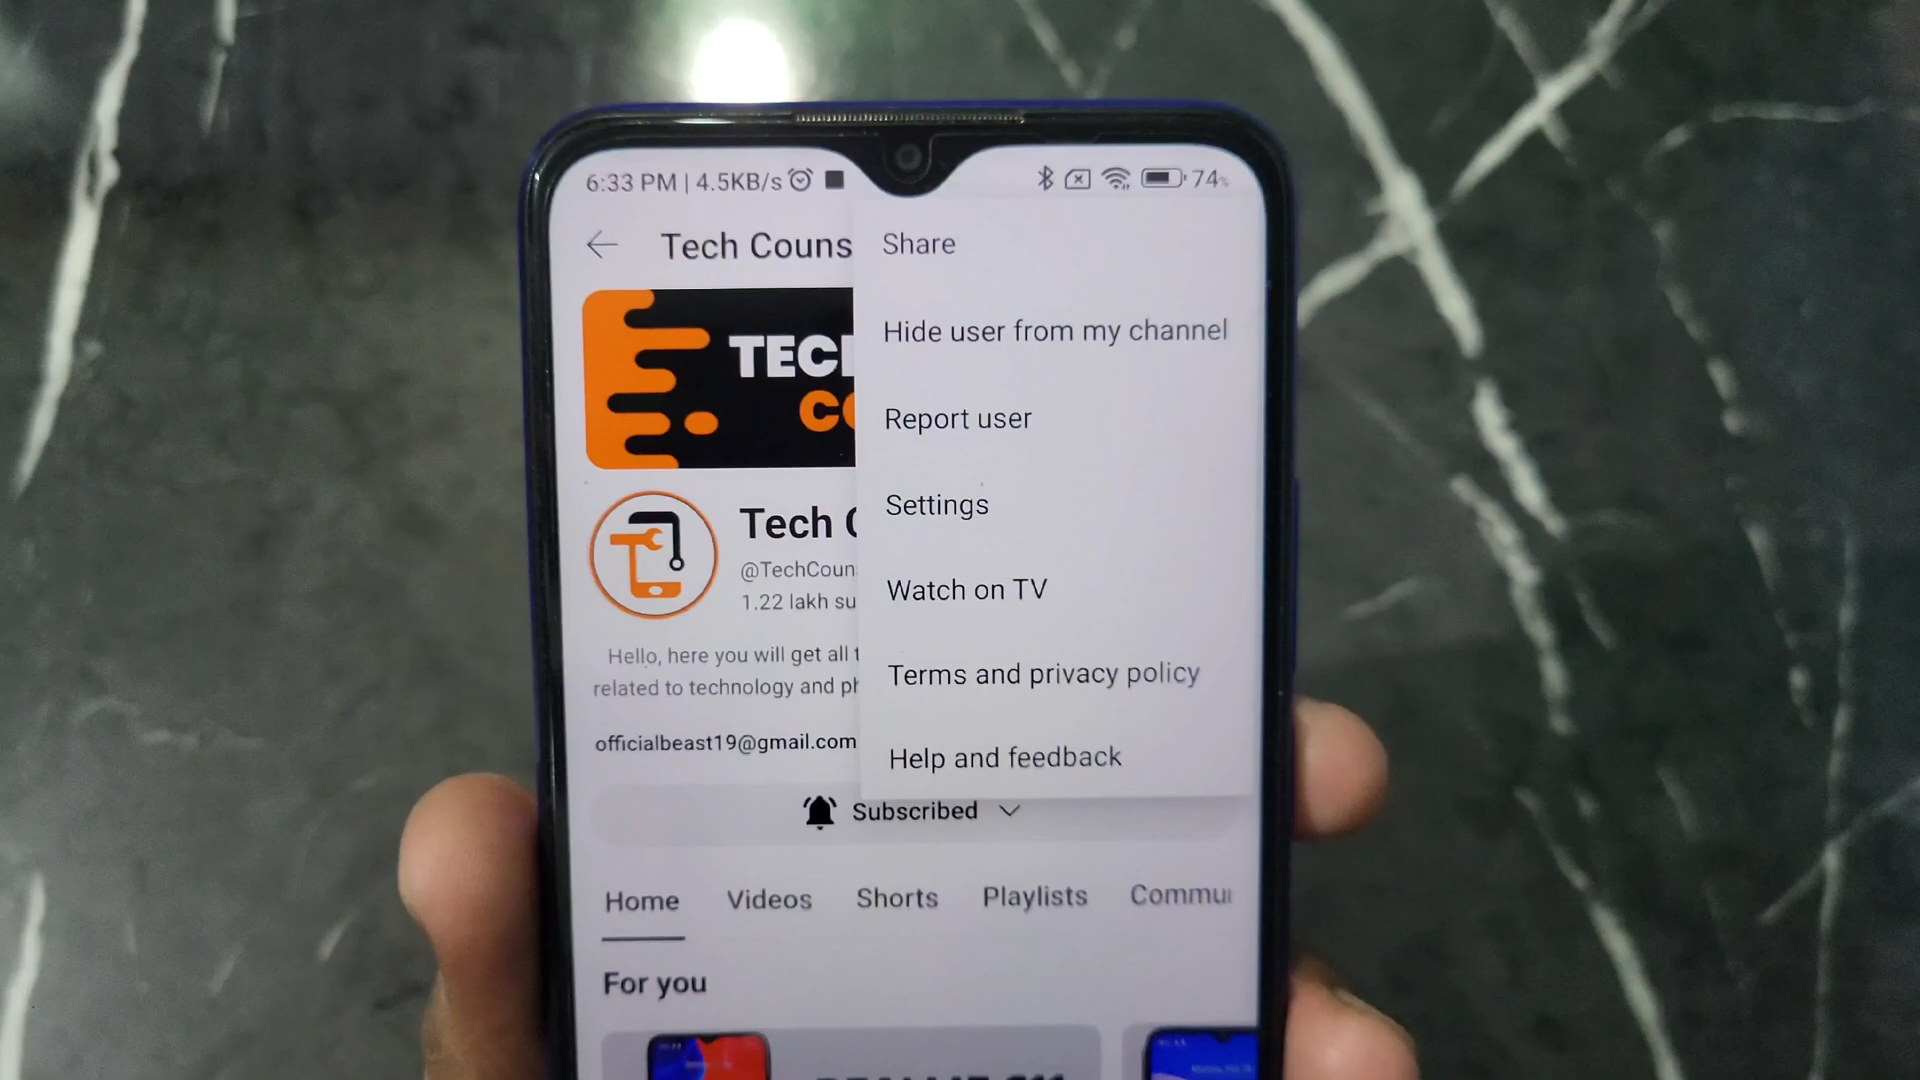 6:33 PM | 4.5KB/s
74%
Tech Couns
Share
Hide user from my channel
Report user
Settings
Watch on TV
Terms and privacy policy
Help and feedback
TECH
CO
Tech C
@TechCoun
1.22 lakh su
Hello, here you will get all t
related to technology and ph
officialbeast19@gmail.com
Subscribed
Home Videos Shorts Playlists Commu
For you